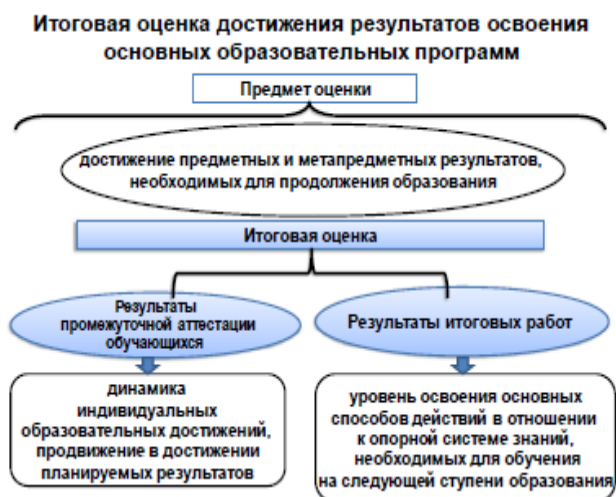 Итоговая оценка достижения результатов освоения
основных образовательных программ
Предмет оценки
достижение предметных и метапредметных результатов,
необходимых для продолжения образования
Итоговая оценка
Результаты
промежуточной аттестации
обучающихся
Результаты итоговых работ
динамика
индивидуальных
образовательных достижений,
продвижение в достижении
планируемых результатов
уровень освоения основных
способов действий в отношении
к опорной системе знаний,
необходимых для обучения
на следующей ступени образования